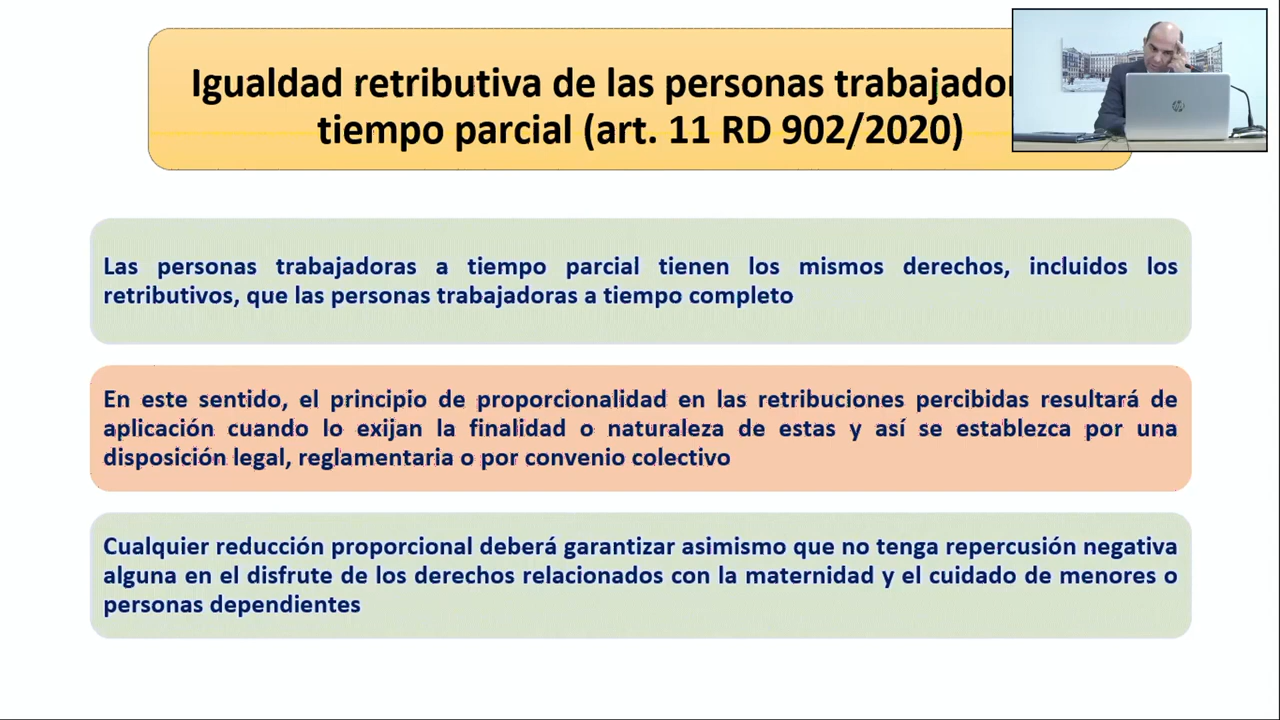 Igualdad retributiva de las personas
tiempo parcial (art. 11 RD 902/2020)
Las personas trabajadoras a tiempo parcial tienen los mismos derechos, incluidos los
retributivos, que las personas trabajadoras a tiempo completo
En este sentido, el principio de proporcionalidad en las retribuciones percibidas resultará de
aplicación cuando lo exijan la finalidad o naturaleza de estas y así se establezca por una
disposición legal, reglamentaria o por convenio colectivo
Cualquier reducción proporcional deberá garantizar asimismo que no tenga repercusión negativa
alguna en el disfrute de los derechos relacionados con la maternidad y el cuidado de menores o
personas dependientes